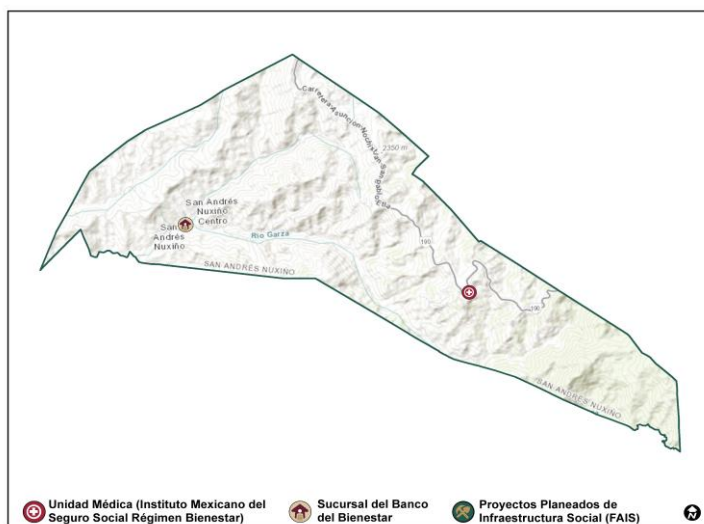 Carretera Asunción Nochixtlán-San Pablo Etla
2350 m
San Andrés
Nuxiño
Centro
San
Andrés
Nuxiño
Río Garza
190
SAN ANDRÉS NUXIÑO
190
SAN ANDRÉS NUXIÑO
Unidad Médica (Instituto Mexicano del
Seguro Social Régimen Bienestar)
Sucursal del Banco
del Bienestar
Proyectos Planeados de
Infraestructura Social (FAIS)
N